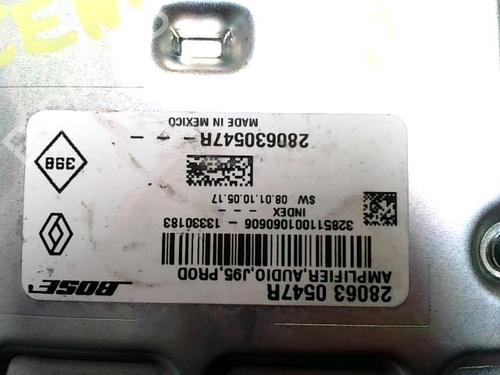 BOSE
28063 0547R
AMPLIFIER,AUDIO,J95,PROD
328511001060606 - 13330183
INDEX - - -
SW 08.01.10.05.17
398
280630547R - - -
MADE IN MEXICO